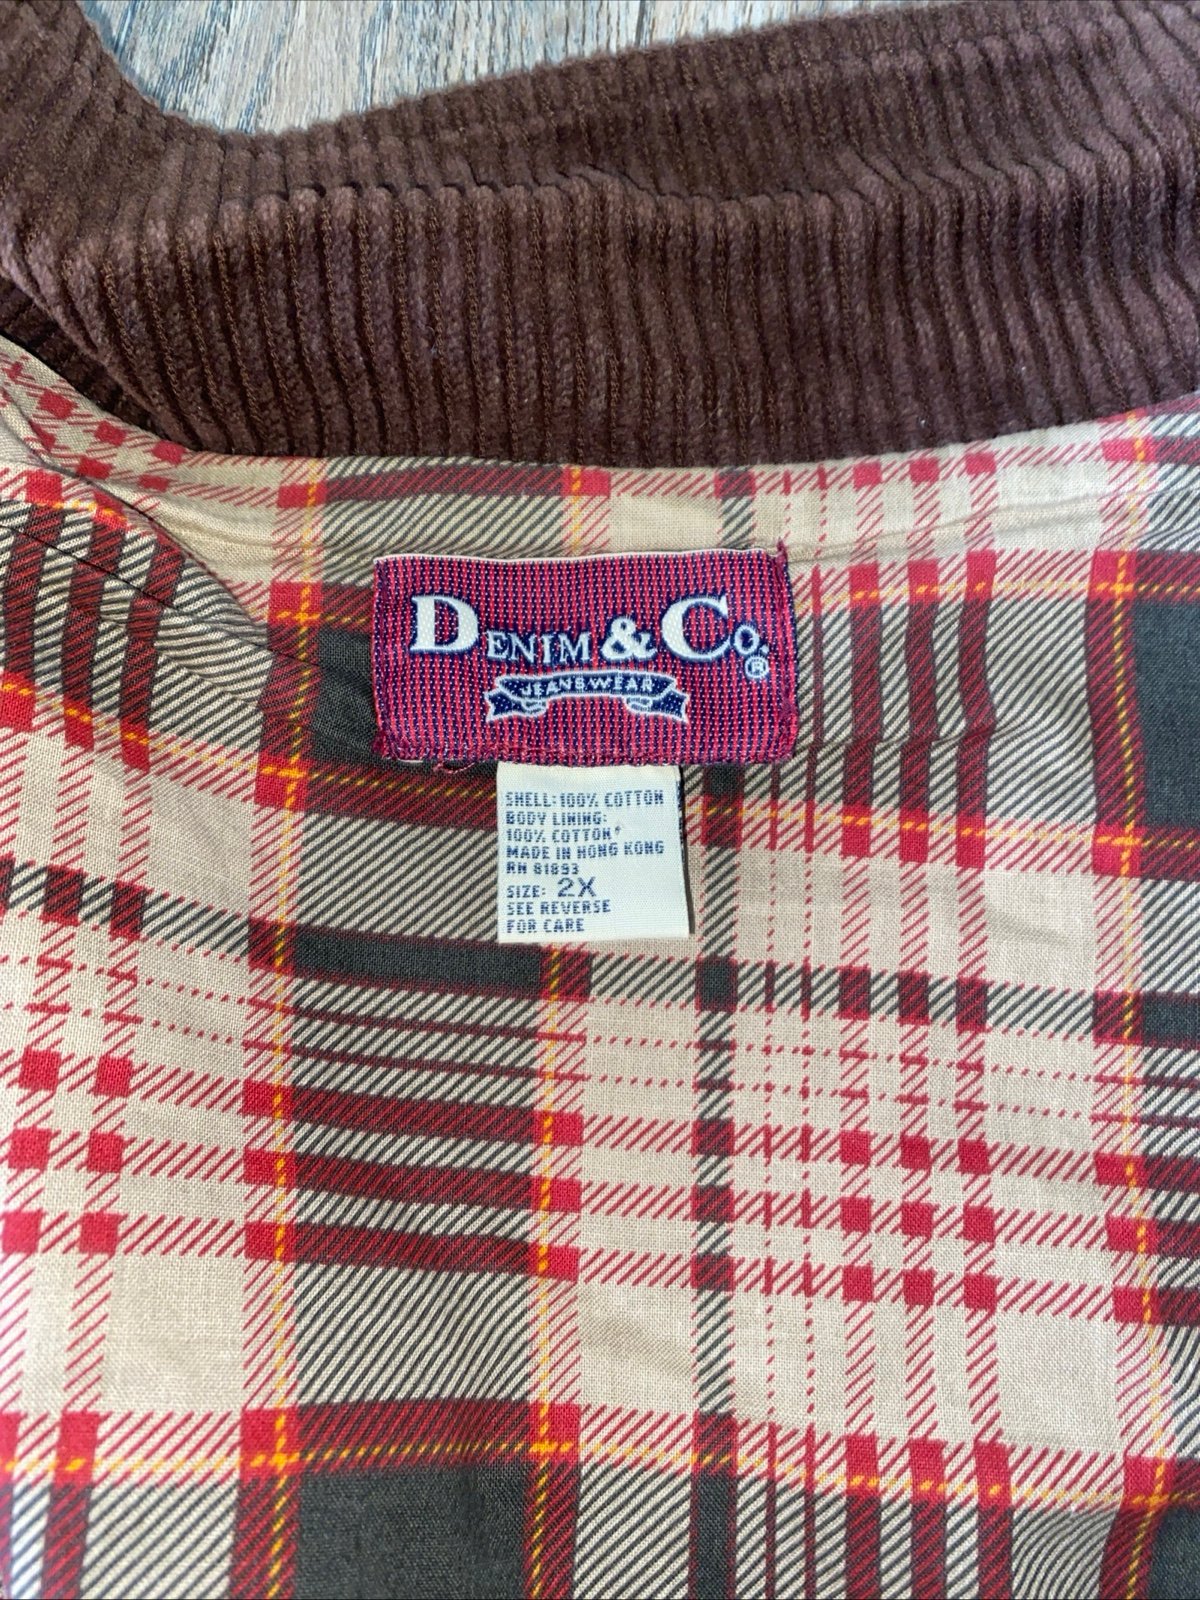 DENIM & CO.®
JEANSWEAR
SHELL: 100% COTTON
BODY LINING:
100% COTTON
MADE IN HONG KONG
RN 81893
SIZE: 2X
SEE REVERSE
FOR CARE